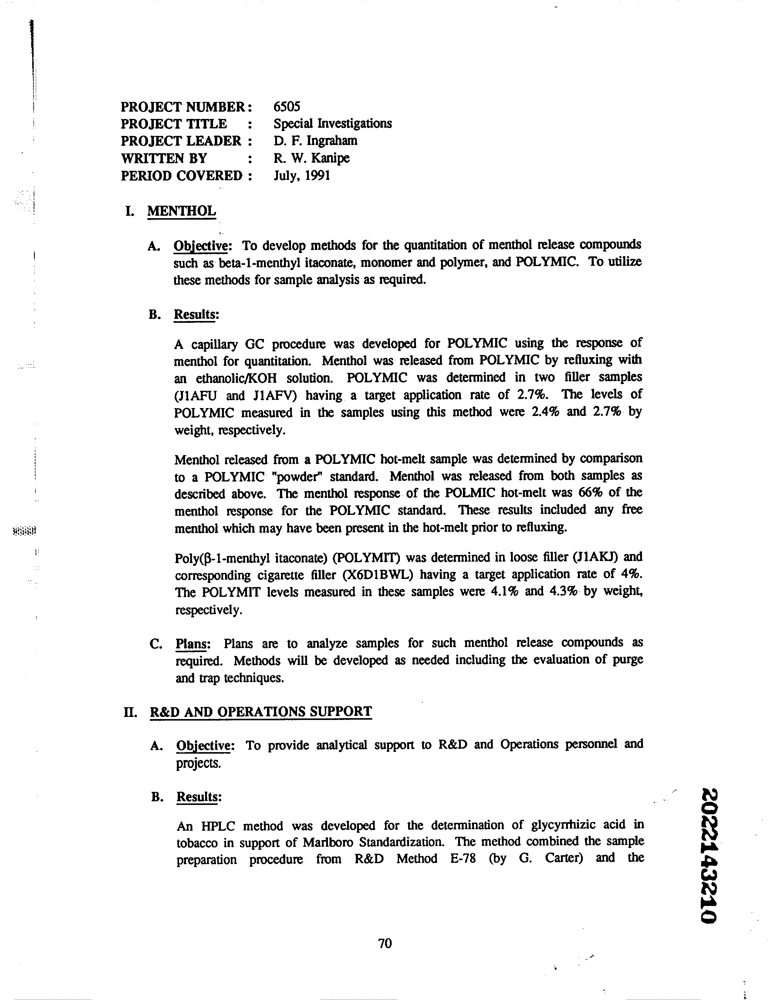 PROJECT NUMBER: 6505
PROJECT TITLE : Special Investigations
PROJECT LEADER : D. F. Ingraham
WRITTEN BY : R. W. Kanipe
PERIOD COVERED : July, 1991
I. MENTHOL
A. Objective: To develop methods for the quantitation of menthol release compounds
such as beta-1-menthyl itaconate, monomer and polymer, and POLYMIC. To utilize
these methods for sample analysis as required.
B. Results:
A capillary GC procedure was developed for POLYMIC using the response of
menthol for quantitation. Menthol was released from POLYMIC by refluxing with
an ethanolic/KOH solution. POLYMIC was determined in two filler samples
(J1AFU and J1AFV) having a target application rate of 2.7%. The levels of
POLYMIC measured in the samples using this method were 2.4% and 2.7% by
weight, respectively.
Menthol released from a POLYMIC hot-melt sample was determined by comparison
to a POLYMIC "powder" standard. Menthol was released from both samples as
described above. The menthol response of the POLMIC hot-melt was 66% of the
menthol response for the POLYMIC standard. These results included any free
menthol which may have been present in the hot-melt prior to refluxing.
Poly(β-1-menthyl itaconate) (POLYMIT) was determined in loose filler (J1AKJ) and
corresponding cigarette filler (X6D1BWL) having a target application rate of 4%.
The POLYMIT levels measured in these samples were 4.1% and 4.3% by weight,
respectively.
C. Plans: Plans are to analyze samples for such menthol release compounds as
required. Methods will be developed as needed including the evaluation of purge
and trap techniques.
II. R&D AND OPERATIONS SUPPORT
A. Objective: To provide analytical support to R&D and Operations personnel and
projects.
B. Results:
An HPLC method was developed for the determination of glycyrrhizic acid in
tobacco in support of Marlboro Standardization. The method combined the sample
preparation procedure from R&D Method E-78 (by G. Carter) and the
2022143210
70